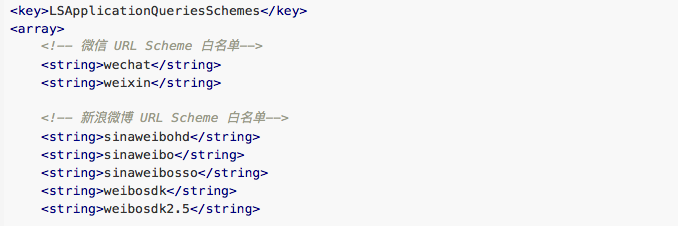 <key>LSApplicationQueriesSchemes</key>
<array>
<!-- 微信 URL Scheme 白名单-->
<string>wechat</string>
<string>weixin</string>
<!-- 新浪微博 URL Scheme 白名单-->
<string>sinaweibohd</string>
<string>sinaweibo</string>
<string>sinaweibosso</string>
<string>weibosdk</string>
<string>weibosdk2.5</string>